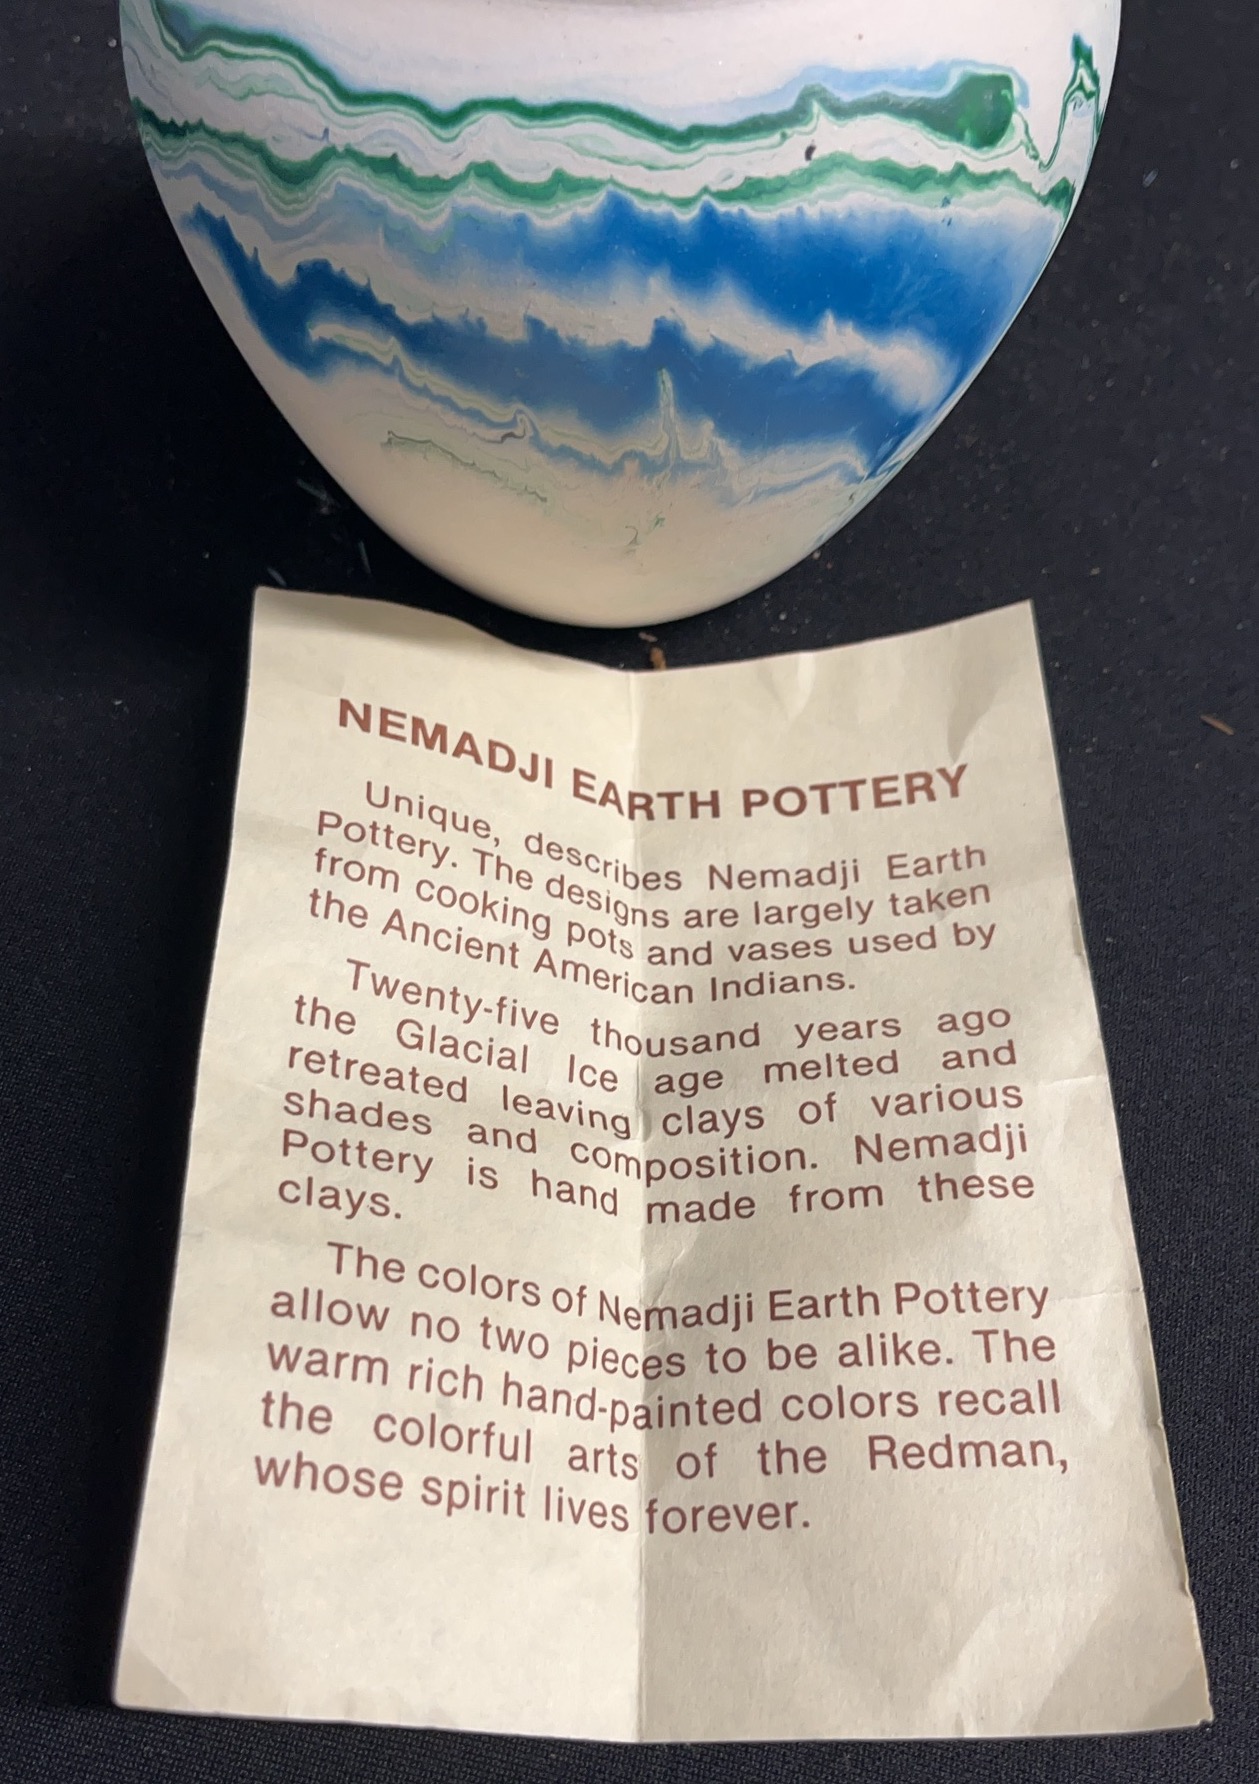 NEMADJI EARTH POTTERY
Unique, describes Nemadji Earth
Pottery. The designs are largely taken
from cooking pots and vases used by
the Ancient American Indians.
Twenty-five thousand years ago
the Glacial Ice age melted and
retreated leaving clays of various
shades and composition. Nemadji
Pottery is hand made from these
clays.
The colors of Nemadji Earth Pottery
allow no two pieces to be alike. The
warm rich hand-painted colors recall
the colorful arts of the Redman,
whose spirit lives forever.